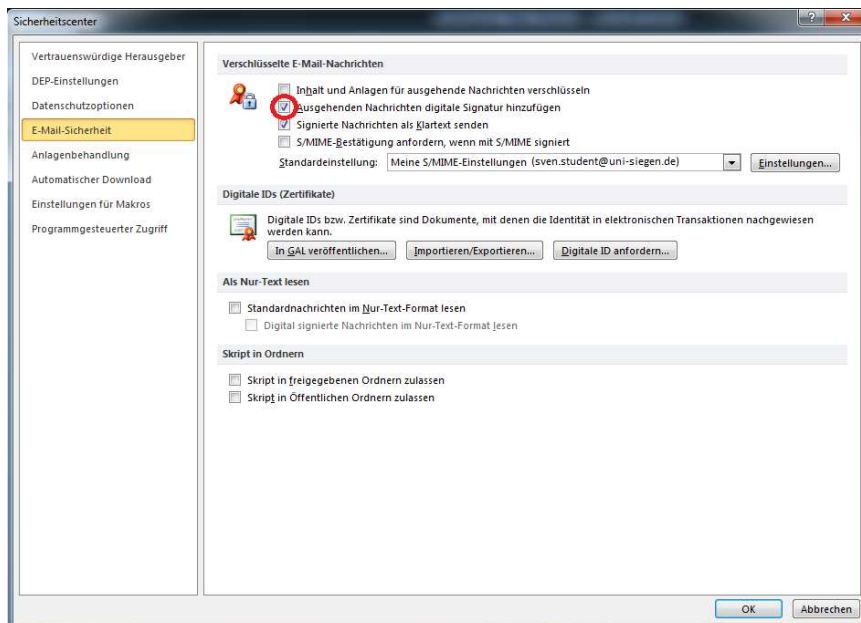 Sicherheitscenter
Vertrauenswürdige Herausgeber
DEP-Einstellungen
Datenschutzoptionen
E-Mail-Sicherheit
Anlagenbehandlung
Automatischer Download
Einstellungen für Makros
Programmgesteuerter Zugriff
Verschlüsselte E-Mail-Nachrichten
Inhalt und Anlagen für ausgehende Nachrichten verschlüsseln
Ausgehenden Nachrichten digitale Signatur hinzufügen
Signierte Nachrichten als Klartext senden
S/MIME-Bestätigung anfordern, wenn mit S/MIME signiert
Standardeinstellung: Meine S/MIME-Einstellungen (sven.student@uni-siegen.de) Einstellungen...
Digitale IDs (Zertifikate)
Digitale IDs bzw. Zertifikate sind Dokumente, mit denen die Identität in elektronischen Transaktionen nachgewiesen
werden kann.
In GAL veröffentlichen... Importieren/Exportieren... Digitale ID anfordern...
Als Nur-Text lesen
Standardnachrichten im Nur-Text-Format lesen
Digital signierte Nachrichten im Nur-Text-Format lesen
Skript in Ordnern
Skript in freigegebenen Ordnern zulassen
Skript in Öffentlichen Ordnern zulassen
OK Abbrechen